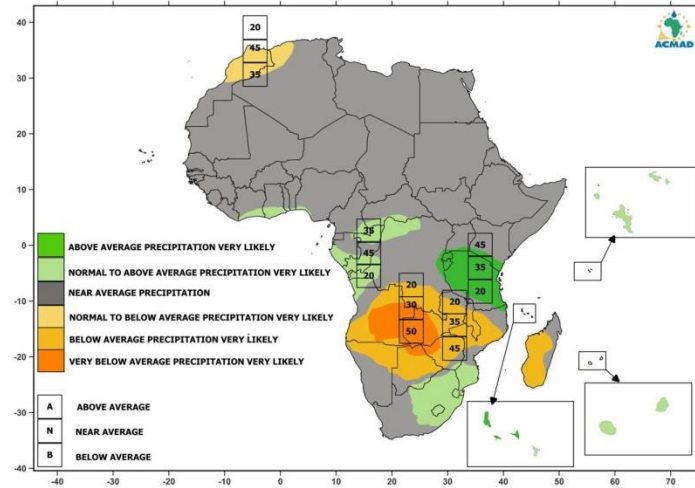 40
30
20
10
0
-10
-20
-30
-40
20
45
35
ACMAD
35
45
20
45
35
20
20
30
50
20
35
45
ABOVE AVERAGE PRECIPITATION VERY LIKELY
NORMAL TO ABOVE AVERAGE PRECIPITATION VERY LIKELY
NEAR AVERAGE PRECIPITATION
NORMAL TO BELOW AVERAGE PRECIPITATION VERY LIKELY
BELOW AVERAGE PRECIPITATION VERY LIKELY
VERY BELOW AVERAGE PRECIPITATION VERY LIKELY
A ABOVE AVERAGE
N NEAR AVERAGE
B BELOW AVERAGE
-40 -30 -20 -10 0 10 20 30 40 50 60 70